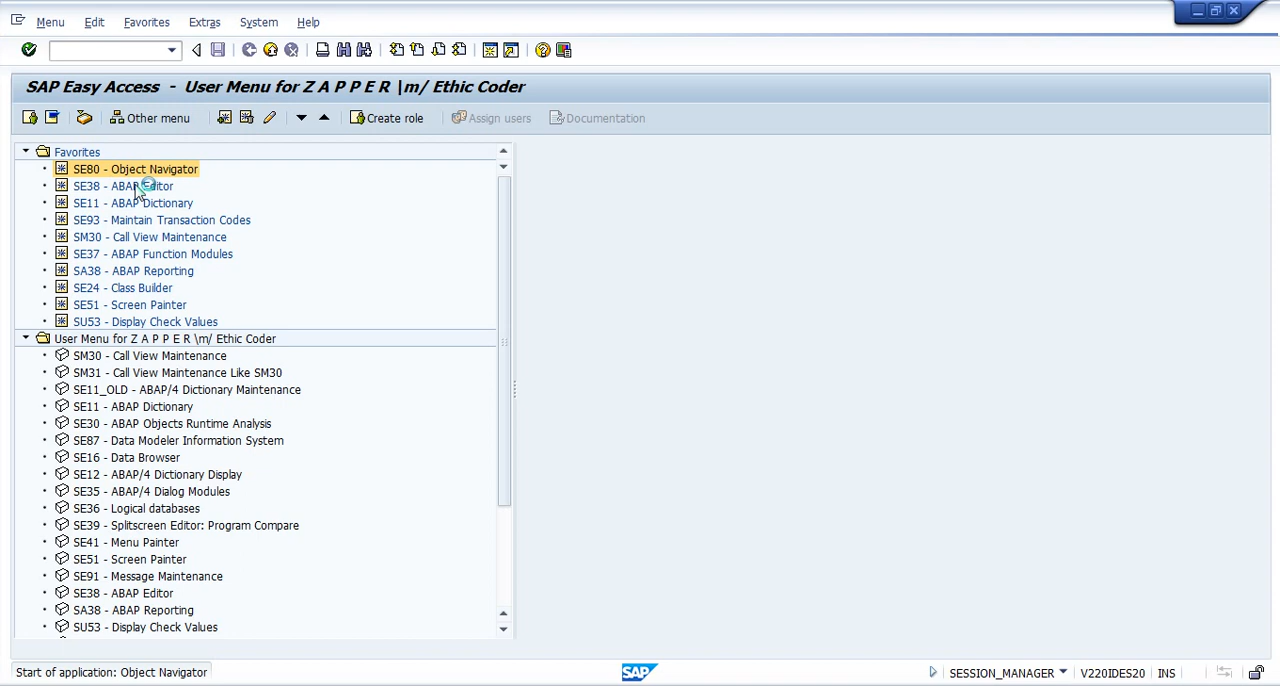 Menu Edit Favorites Extras System Help
SAP Easy Access - User Menu for Z A P P E R \m/ Ethic Coder
Other menu Create role Assign users Documentation
Favorites
SE80 - Object Navigator
SE38 - ABAP Editor
SE11 - ABAP Dictionary
SE93 - Maintain Transaction Codes
SM30 - Call View Maintenance
SE37 - ABAP Function Modules
SA38 - ABAP Reporting
SE24 - Class Builder
SE51 - Screen Painter
SU53 - Display Check Values
User Menu for Z A P P E R \m/ Ethic Coder
SM30 - Call View Maintenance
SM31 - Call View Maintenance Like SM30
SE11_OLD - ABAP/4 Dictionary Maintenance
SE11 - ABAP Dictionary
SE30 - ABAP Objects Runtime Analysis
SE87 - Data Modeler Information System
SE16 - Data Browser
SE12 - ABAP/4 Dictionary Display
SE35 - ABAP/4 Dialog Modules
SE36 - Logical databases
SE39 - Splitscreen Editor: Program Compare
SE41 - Menu Painter
SE51 - Screen Painter
SE91 - Message Maintenance
SE38 - ABAP Editor
SA38 - ABAP Reporting
SU53 - Display Check Values
Start of application: Object Navigator SAP SESSION_MANAGER V220IDES20 INS